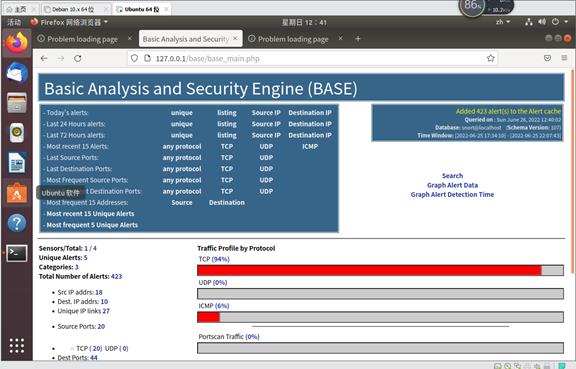 主页 Debian 10.x 64 位 Ubuntu 64 位
86%
10.2
活动 Firefox 网络浏览器 星期日 12：41 zh
Problem loading page Basic Analysis and Security Problem loading page
127.0.0.1/base/base_main.php
Basic Analysis and Security Engine (BASE)
- Today's alerts: unique listing Source IP Destination IP
- Last 24 Hours alerts: unique listing Source IP Destination IP
- Last 72 Hours alerts: unique listing Source IP Destination IP
- Most recent 15 Alerts: any protocol TCP UDP ICMP
- Last Source Ports: any protocol TCP UDP
- Last Destination Ports: any protocol TCP UDP
- Most Frequent Source Ports: any protocol TCP UDP
t Destination Ports: any protocol TCP UDP
- Most frequent 15 Addresses: Source Destination
- Most recent 15 Unique Alerts
- Most frequent 5 Unique Alerts
Ubuntu 软件
Added 423 alert(s) to the Alert cache
Queried on : Sun June 26, 2022 12:40:02
Database: snort@localhost (Schema Version: 107)
Time Window: [2022-06-25 17:34:10] - [2022-06-25 22:07:43]
Search
Graph Alert Data
Graph Alert Detection Time
Sensors/Total: 1 / 4
Unique Alerts: 5
Categories: 3
Total Number of Alerts: 423
Src IP addrs: 18
Dest. IP addrs: 10
Unique IP links 27
Source Ports: 20
TCP ( 20) UDP ( 0)
Dest Ports: 44
Traffic Profile by Protocol
TCP (94%)
UDP (0%)
ICMP (6%)
Portscan Traffic (0%)